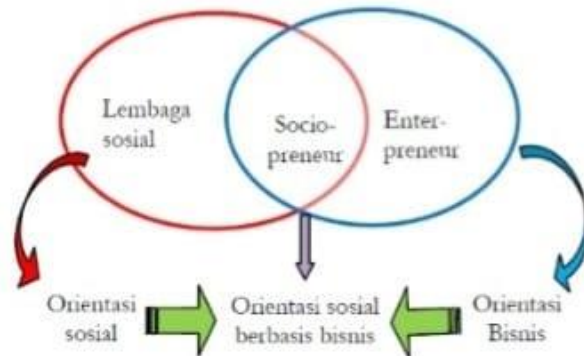 Lembaga
sosial
Socio-
preneur
Enter-
preneur
Orientasi
sosial
Orientasi sosial
berbasis bisnis
Orientasi
Bisnis